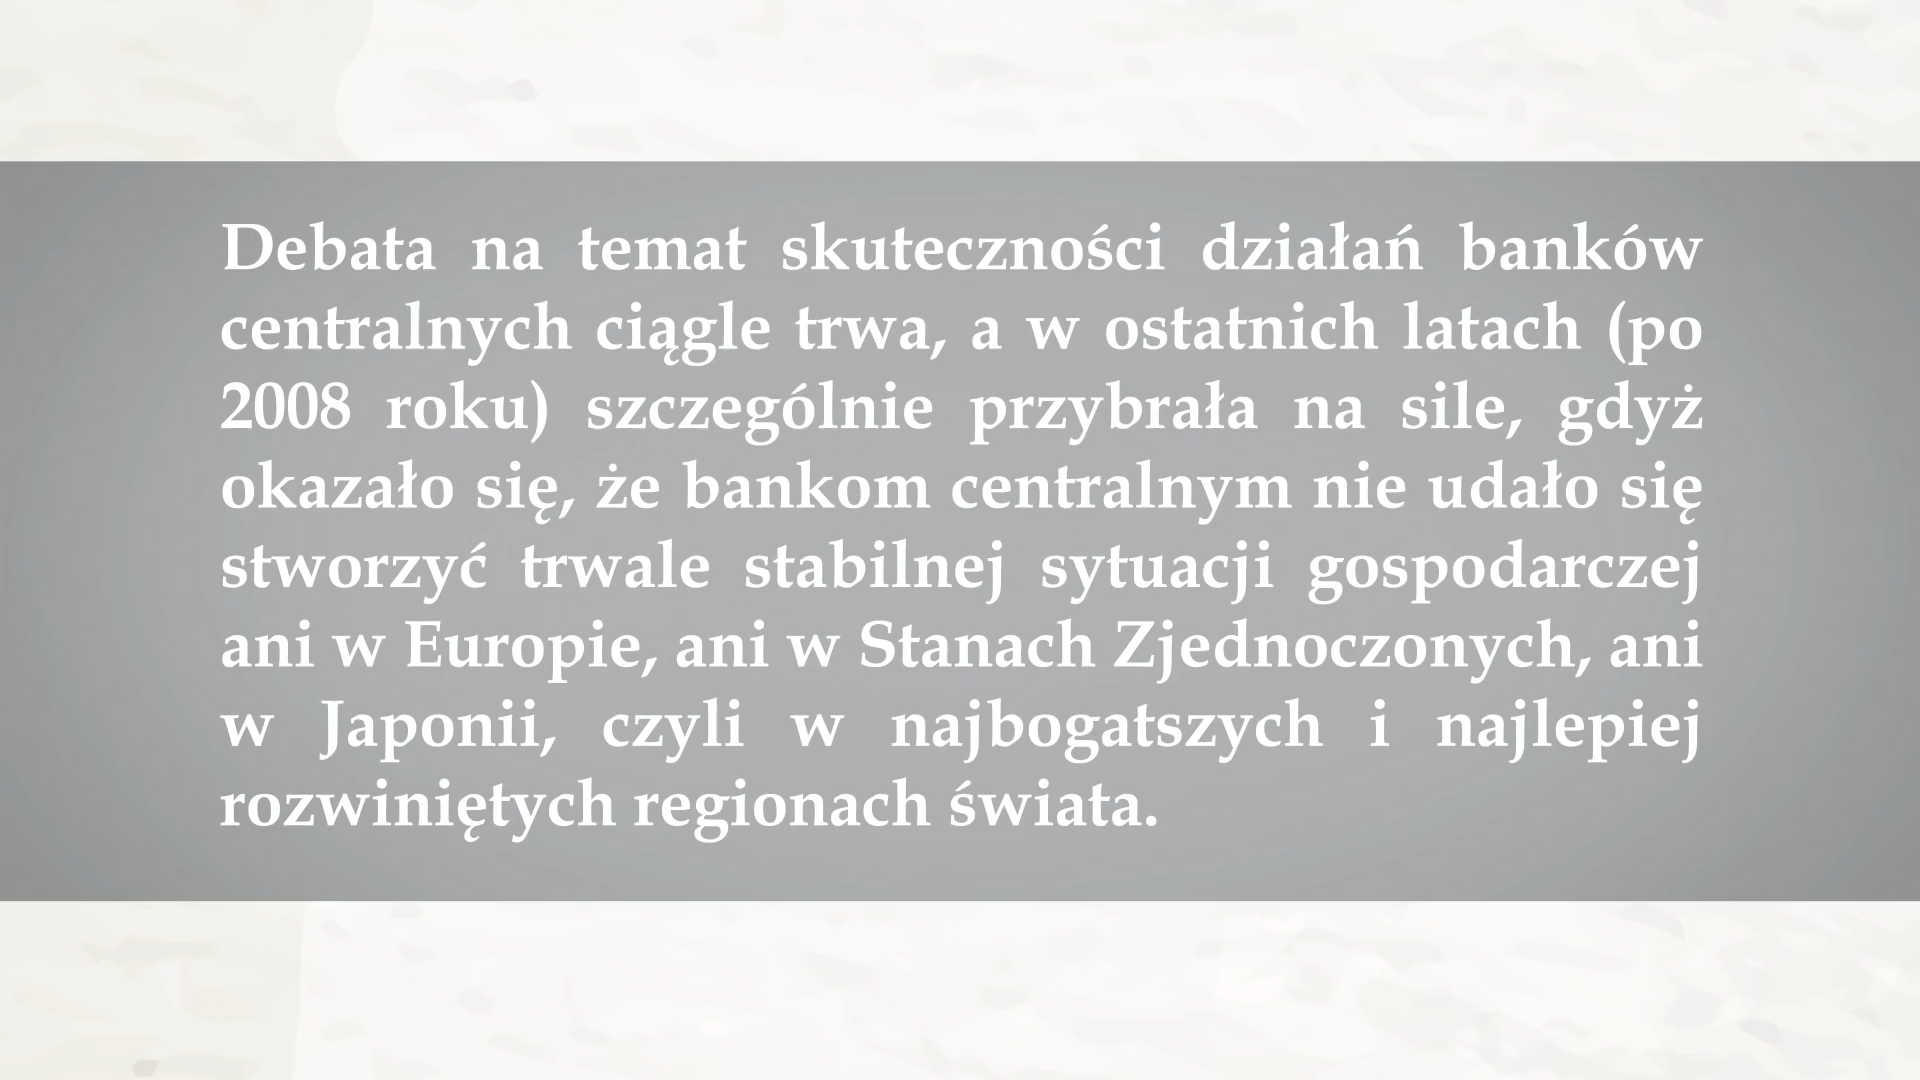 Debata na temat skuteczności działań banków
centralnych ciągle trwa, a w ostatnich latach (po
2008 roku) szczególnie przybrała na sile, gdyż
okazało się, że bankom centralnym nie udało się
stworzyć trwale stabilnej sytuacji gospodarczej
ani w Europie, ani w Stanach Zjednoczonych, ani
w Japonii, czyli w najbogatszych i najlepiej
rozwiniętych regionach świata.